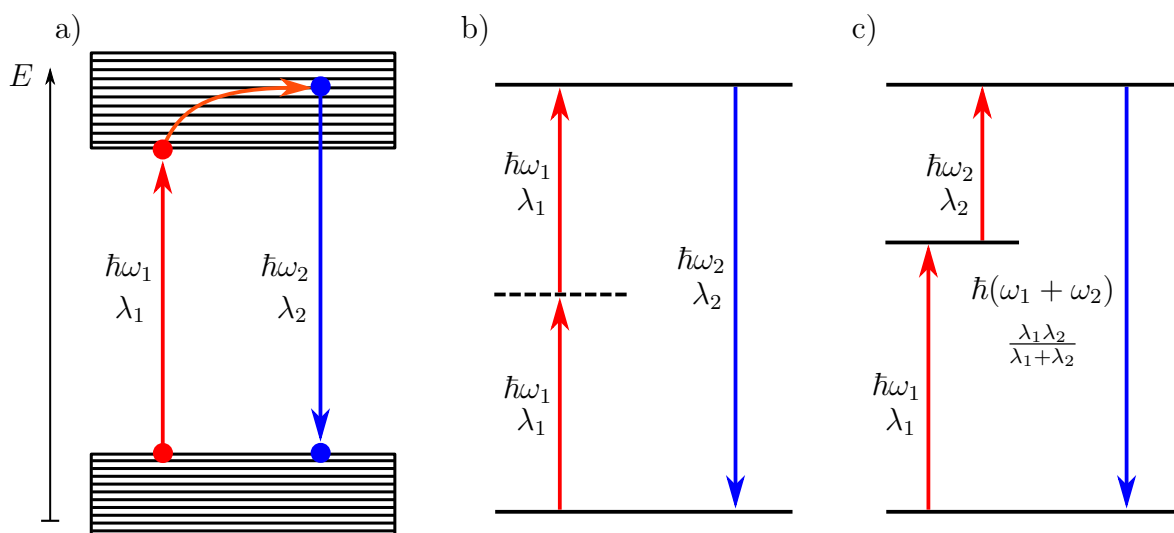 a)
E
ħω₁
λ₁
ħω₂
λ₂
b)
ħω₁
λ₁
ħω₁
λ₁
ħω₂
λ₂
c)
ħω₂
λ₂
ħω₁
λ₁
ħ(ω₁ + ω₂)
λ₁λ₂
λ₁+λ₂